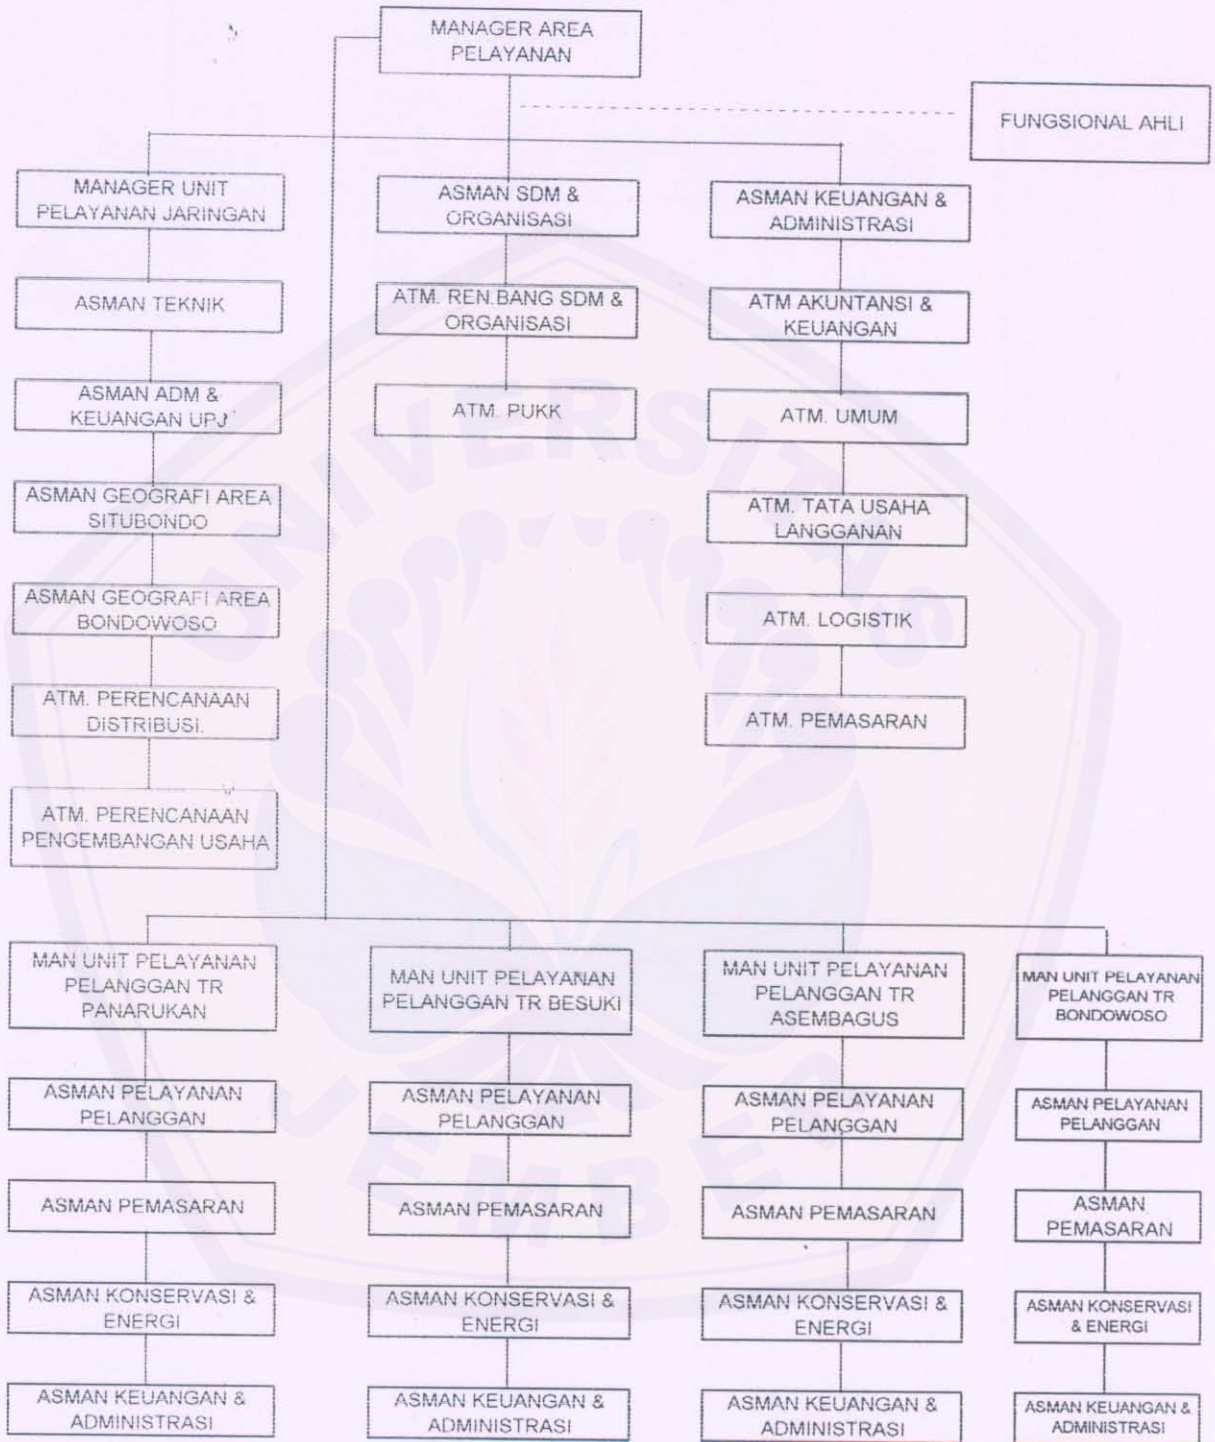 MANAGER AREA
PELAYANAN
FUNGSIONAL AHLI
MANAGER UNIT
PELAYANAN JARINGAN
ASMAN TEKNIK
ASMAN ADM &
KEUANGAN UPJ
ASMAN GEOGRAFI AREA
SITUBONDO
ASMAN GEOGRAFI AREA
BONDOWOSO
ATM. PERENCANAAN
DISTRIBUSI.
ATM. PERENCANAAN
PENGEMBANGAN USAHA
ASMAN SDM &
ORGANISASI
ATM. REN.BANG SDM &
ORGANISASI
ATM. PUKK
ASMAN KEUANGAN &
ADMINISTRASI
ATM AKUNTANSI &
KEUANGAN
ATM. UMUM
ATM. TATA USAHA
LANGGANAN
ATM. LOGISTIK
ATM. PEMASARAN
MAN UNIT PELAYANAN
PELANGGAN TR
PANARUKAN
ASMAN PELAYANAN
PELANGGAN
ASMAN PEMASARAN
ASMAN KONSERVASI &
ENERGI
ASMAN KEUANGAN &
ADMINISTRASI
MAN UNIT PELAYANAN
PELANGGAN TR BESUKI
ASMAN PELAYANAN
PELANGGAN
ASMAN PEMASARAN
ASMAN KONSERVASI &
ENERGI
ASMAN KEUANGAN &
ADMINISTRASI
MAN UNIT PELAYANAN
PELANGGAN TR
ASEMBAGUS
ASMAN PELAYANAN
PELANGGAN
ASMAN PEMASARAN
ASMAN KONSERVASI &
ENERGI
ASMAN KEUANGAN &
ADMINISTRASI
MAN UNIT PELAYANAN
PELANGGAN TR
BONDOWOSO
ASMAN PELAYANAN
PELANGGAN
ASMAN
PEMASARAN
ASMAN KONSERVASI
& ENERGI
ASMAN KEUANGAN &
ADMINISTRASI
UNIVERSITAS
JEMBER